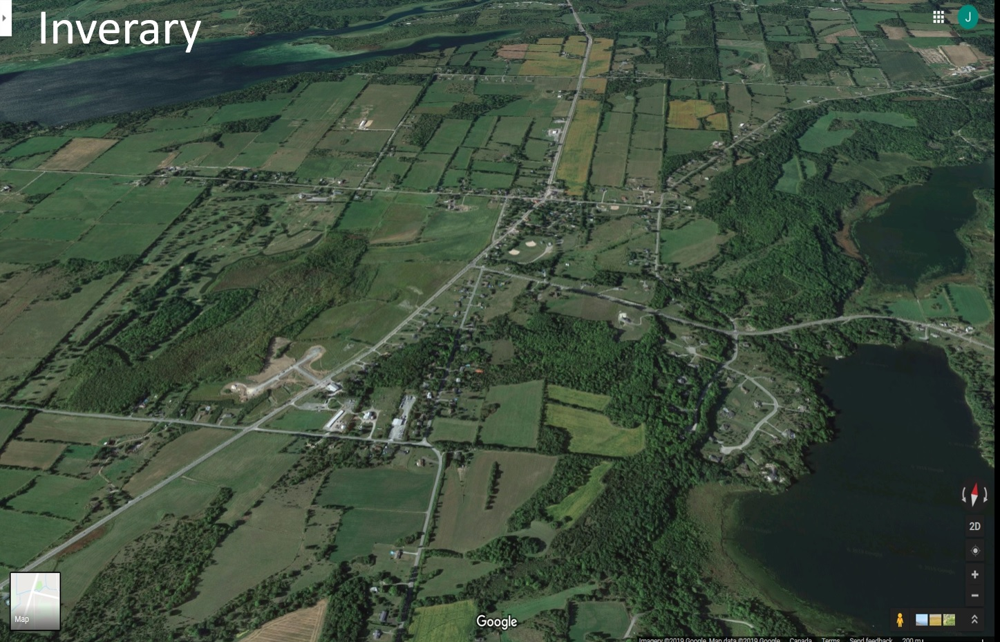 Inverary
J
2D
Map
Google
Imagery ©2019 Google, Map data ©2019 Google Canada Terms Send feedback 200 m